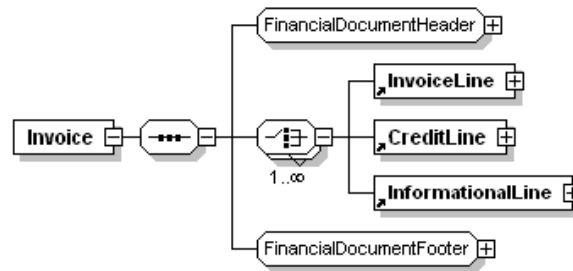 FinancialDocumentHeader
InvoiceLine
Invoice
CreditLine
1..∞
InformationalLine
FinancialDocumentFooter